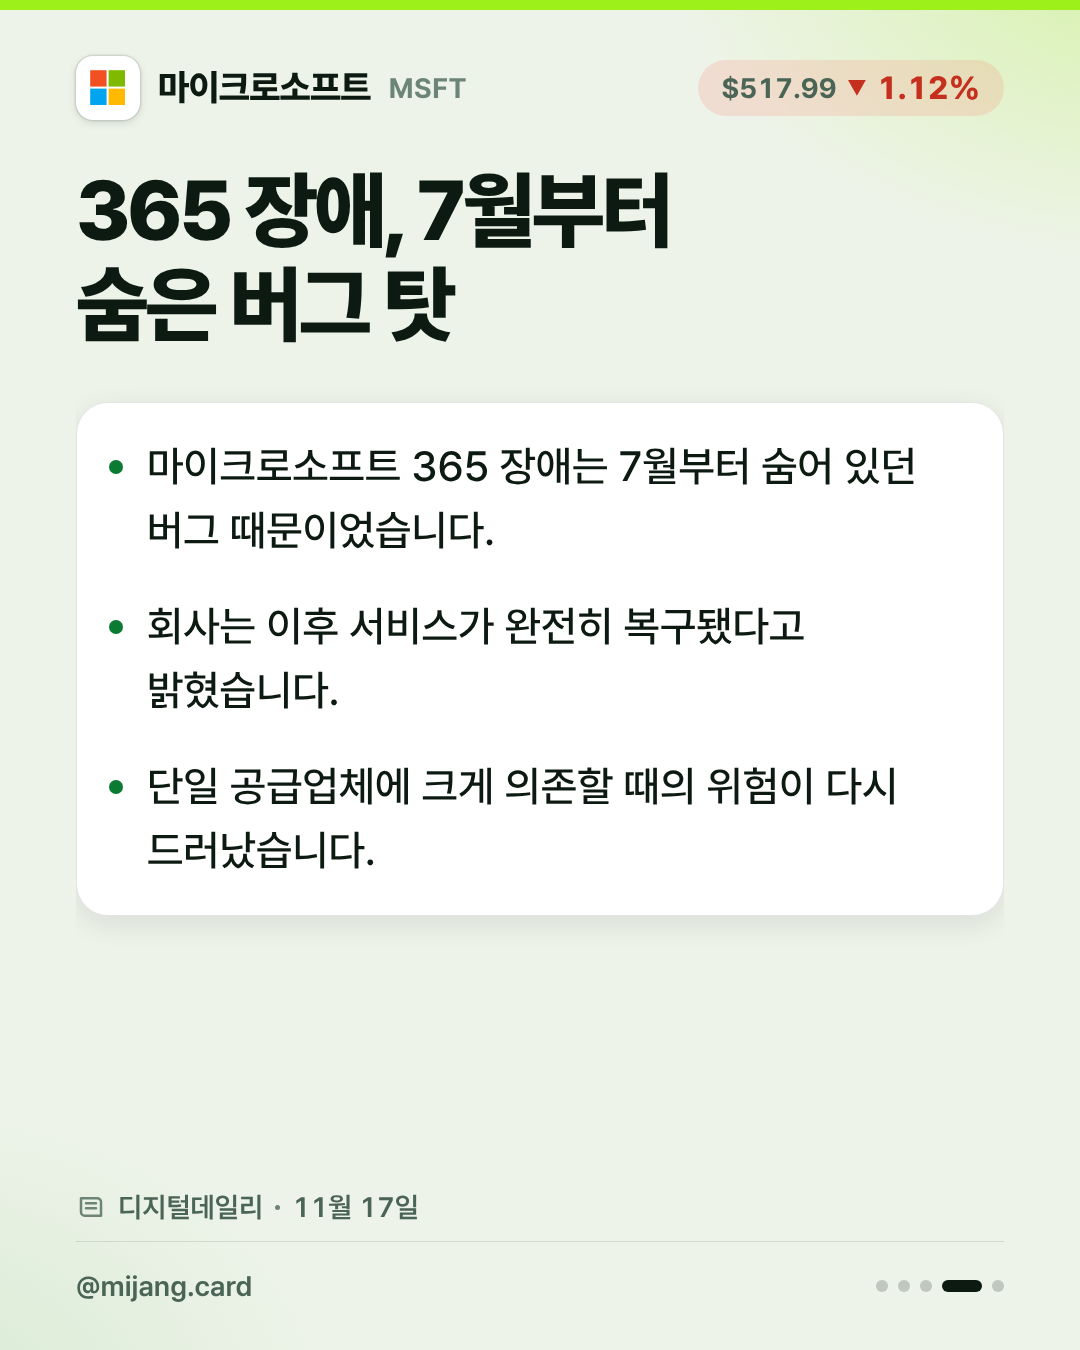 마이크로소프트 MSFT
$517.99 ▼ 1.12%
365 장애, 7월부터
숨은 버그 탓
• 마이크로소프트 365 장애는 7월부터 숨어 있던
버그 때문이었습니다.
• 회사는 이후 서비스가 완전히 복구됐다고
밝혔습니다.
• 단일 공급업체에 크게 의존할 때의 위험이 다시
드러났습니다.
디지털데일리 · 11월 17일
@mijang.card